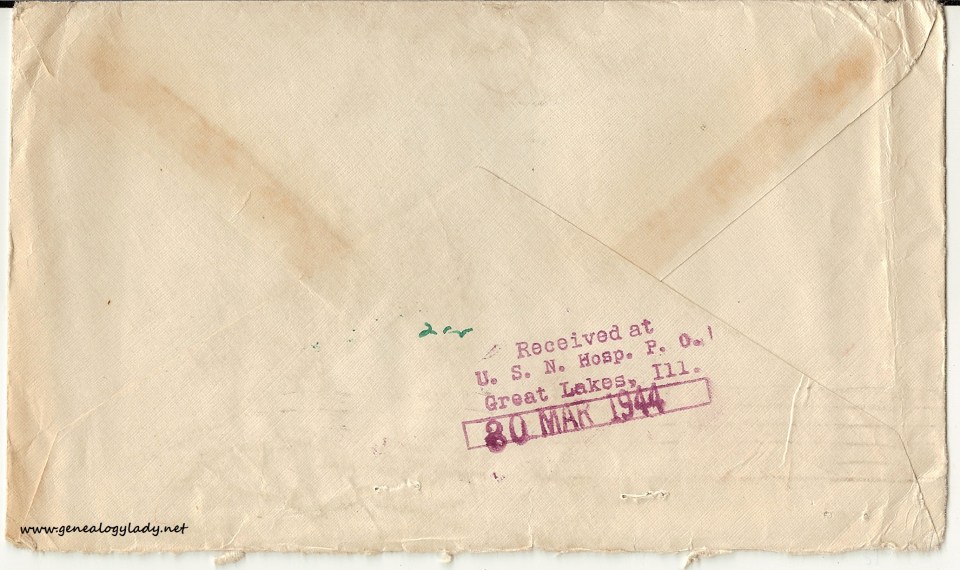 Received at
U. S. N. Hosp. P. O.
Great Lakes, Ill.
30 MAR 1944
www.genealogylady.net